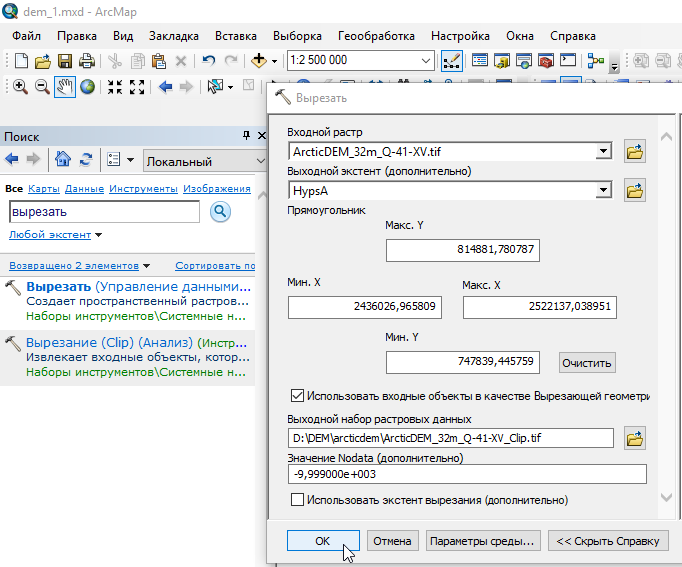 dem_1.mxd - ArcMap
Файл Правка Вид Закладка Вставка Выборка Геообработка Настройка Окна Справка
1:2 500 000
Поиск
Локальный
Все Карты Данные Инструменты Изображения
вырезать
Любой экстент
Возвращено 2 элементов Сортировать по
Вырезать (Управление данными...
Создает пространственный растров...
Наборы инструментов\Системные н...
Вырезание (Clip) (Анализ) (Инстр...
Извлекает входные объекты, котор...
Наборы инструментов\Системные н...
Вырезать
Входной растр
ArcticDEM_32m_Q-41-XV.tif
Выходной экстент (дополнительно)
HypsA
Прямоугольник
Макс. Y
814881,780787
Мин. X Макс. X
2436026,965809 2522137,038951
Мин. Y
747839,445759 Очистить
Использовать входные объекты в качестве Вырезающей геометри
Выходной набор растровых данных
D:\DEM\arcticdem\ArcticDEM_32m_Q-41-XV_Clip.tif
Значение Nodata (дополнительно)
-9,999000e+003
Использовать экстент вырезания (дополнительно)
OK Отмена Параметры среды... << Скрыть Справку